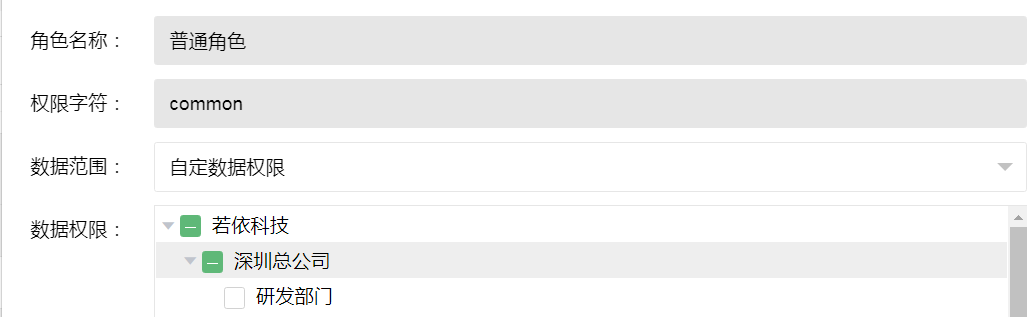 角色名称： 普通角色
权限字符： common
数据范围： 自定数据权限
数据权限： 若依科技
深圳总公司
研发部门